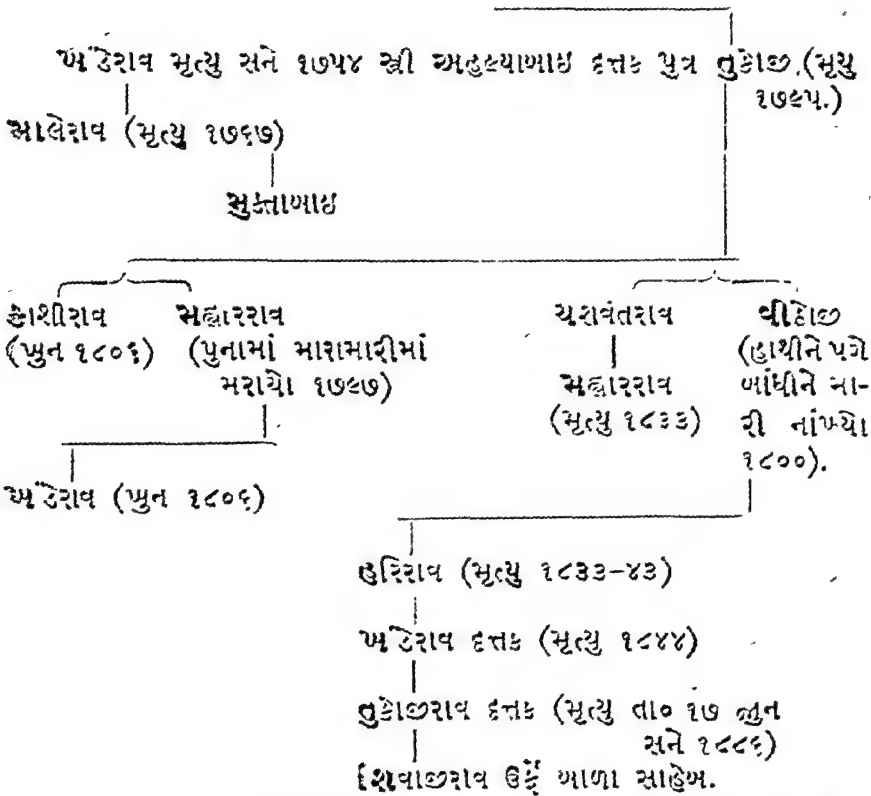 ખંડેરાવ મૃત્યુ સને ૧૭૫૪ સ્ત્રી અહલ્યાબાઇ દત્તક પુત્ર તુકોજી.(મૃયુ
૧૭૯૫.)
માલેરાવ (મૃત્યુ ૧૭૬૭)
મુક્તાબાઇ
કાશીરાવ મલ્હારરાવ યશવંતરાવ વીઠોજી
(ખુન ૧૮૦૬) (પુનામાં મારામારીમાં (હાથીને પગે
મરાયો ૧૭૯૭) મલ્હારરાવ બાંધીને મા-
(મૃત્યુ ૧૮૩૩) રી નાંખ્યો
૧૮૦૦).
ખંડેરાવ (ખુન ૧૮૦૬)
હરિરાવ (મૃત્યુ ૧૮૩૩-૪૩)
ખંડેરાવ દત્તક (મૃત્યુ ૧૮૪૪)
તુકોજીરાવ દત્તક (મૃત્યુ તા૦ ૧૭ જુન
સને ૧૮૮૬)
શિવાજીરાવ ઉર્ફે બાળા સાહેબ.